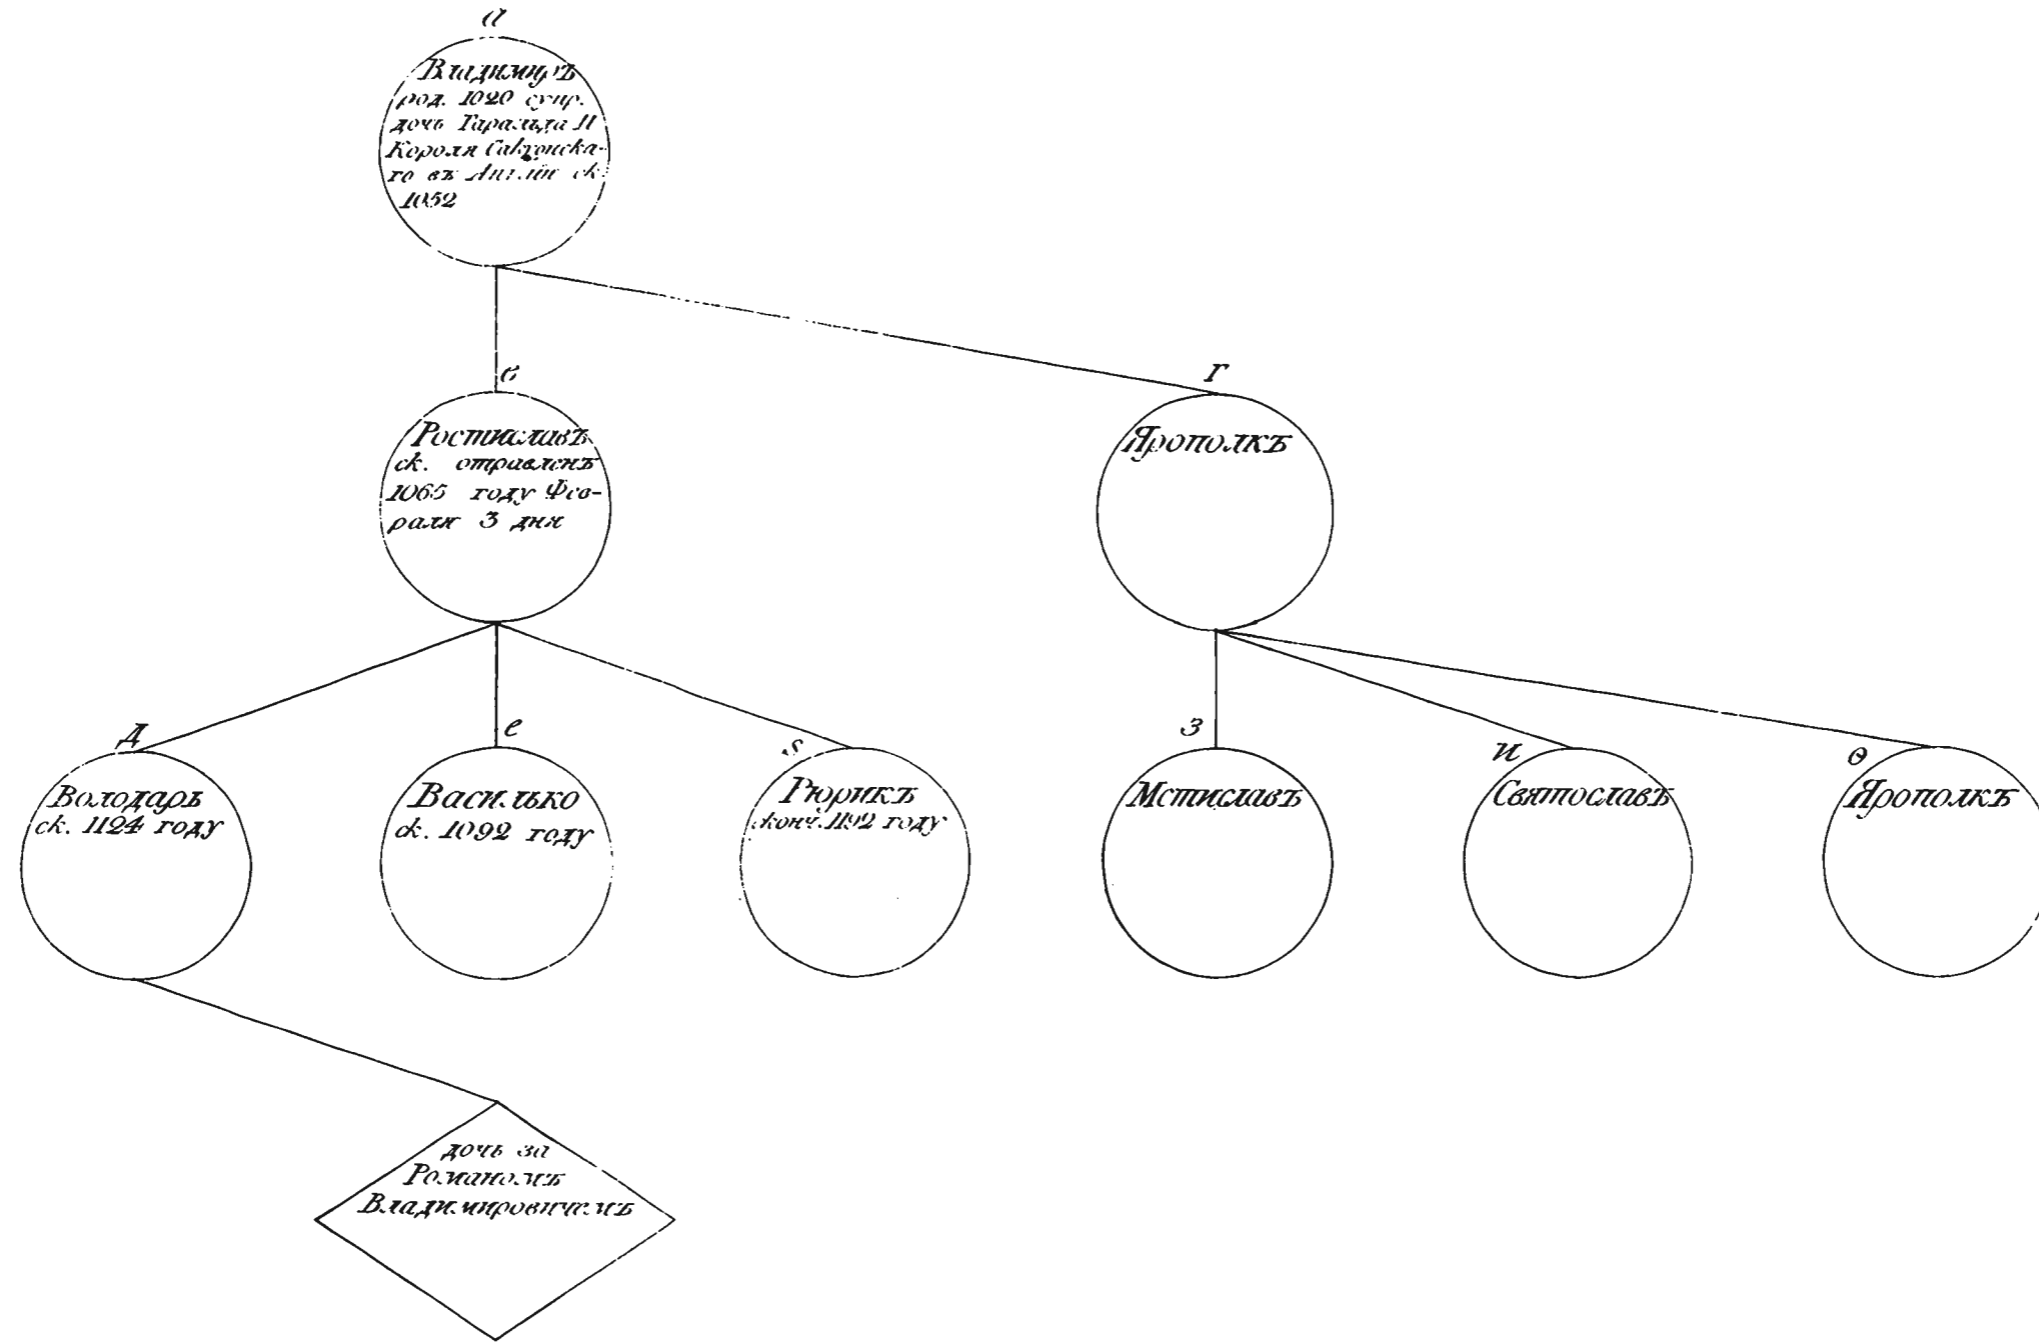 а
Владимиръ
род. 1020 супр.
дочь Гаральда II
Короля Саксонска-
го въ Англіи ск.
1052
в
Ростиславъ
ск. отравленъ
1065 году Фев-
раля 3 дня
г
Ярополкъ
д
Володарь
ск. 1124 году
е
Василько
ск. 1092 году
ѕ
Рюрикъ
сконч. 1192 году
з
Мстиславъ
и
Святославъ
ѳ
Ярополкъ
дочь за
Романомъ
Владимировичемъ